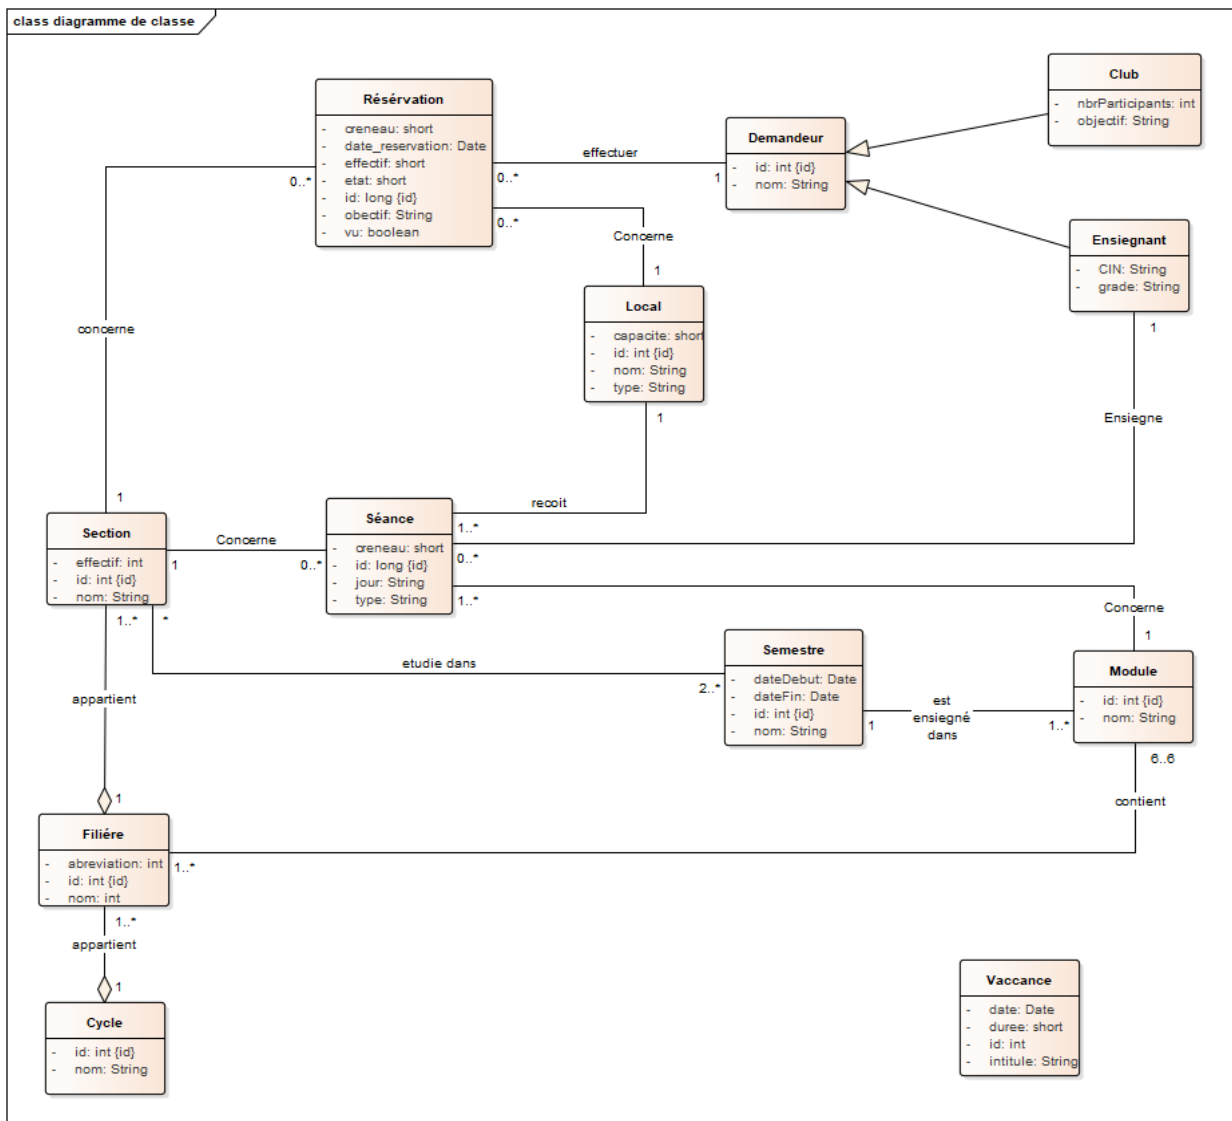 class diagramme de classe
Résérvation
- creneau: short
- date_reservation: Date
- effectif: short
- etat: short
- id: long {id}
- obectif: String
- vu: boolean
Demandeur
- id: int {id}
- nom: String
Club
- nbrParticipants: int
- objectif: String
Ensiegnant
- CIN: String
- grade: String
effectuer
0..*
1
0..*
0..*
Concerne
1
Local
- capacite: short
- id: int {id}
- nom: String
- type: String
1
1
concerne
Ensiegne
1
recoit
Section
- effectif: int
- id: int {id}
- nom: String
Concerne
1
0..*
Séance
- creneau: short
- id: long {id}
- jour: String
- type: String
1..*
0..*
1..*
Concerne
1
1..*
*
etudie dans
2..*
Semestre
- dateDebut: Date
- dateFin: Date
- id: int {id}
- nom: String
1
est
ensiegné
dans
1..*
Module
- id: int {id}
- nom: String
6..6
contient
appartient
1
Filiére
- abreviation: int
- id: int {id}
- nom: int
1..*
1..*
appartient
1
Cycle
- id: int {id}
- nom: String
Vaccance
- date: Date
- duree: short
- id: int
- intitule: String